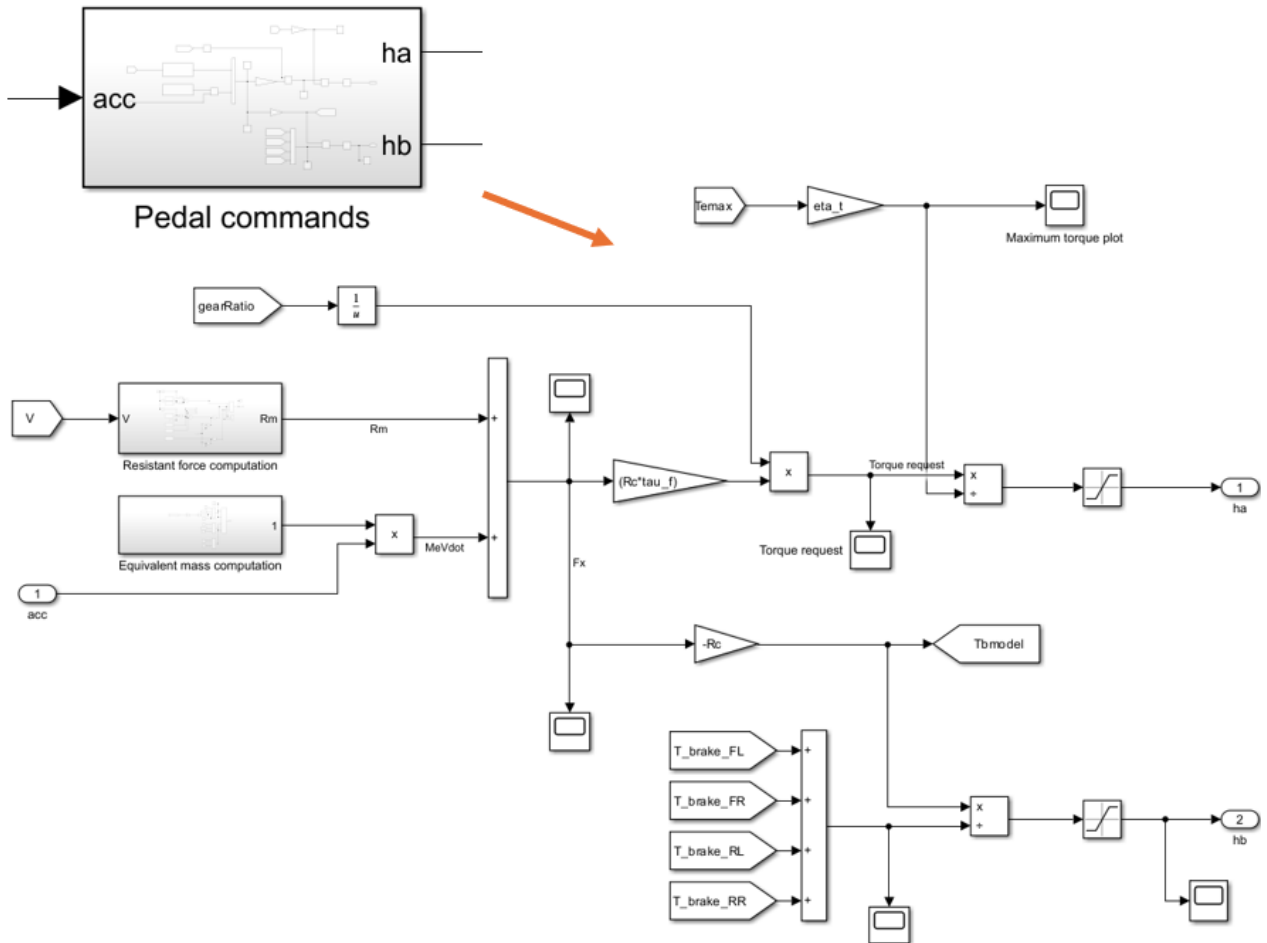 acc
ha
hb
Pedal commands
Temax
eta_t
Maximum torque plot
gearRatio
1
u
V
V
Rm
Rm
Resistant force computation
+
(Rc*tau_f)
x
Torque request
x
÷
1
ha
1
x
MeVdot
+
Equivalent mass computation
Torque request
Fx
1
acc
-Rc
Tbmodel
T_brake_FL
+
T_brake_FR
+
x
÷
2
hb
T_brake_RL
+
T_brake_RR
+